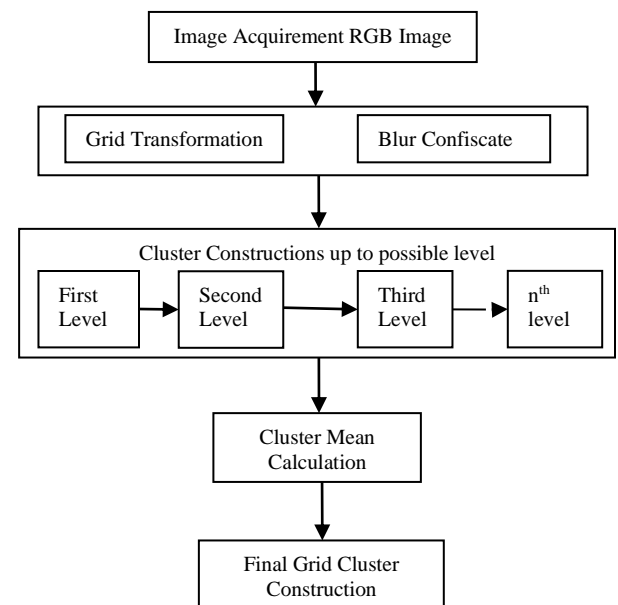 Image Acquirement RGB Image
Grid Transformation
Blur Confiscate
Cluster Constructions up to possible level
First
Level
Second
Level
Third
Level
nth
level
Cluster Mean
Calculation
Final Grid Cluster
Construction